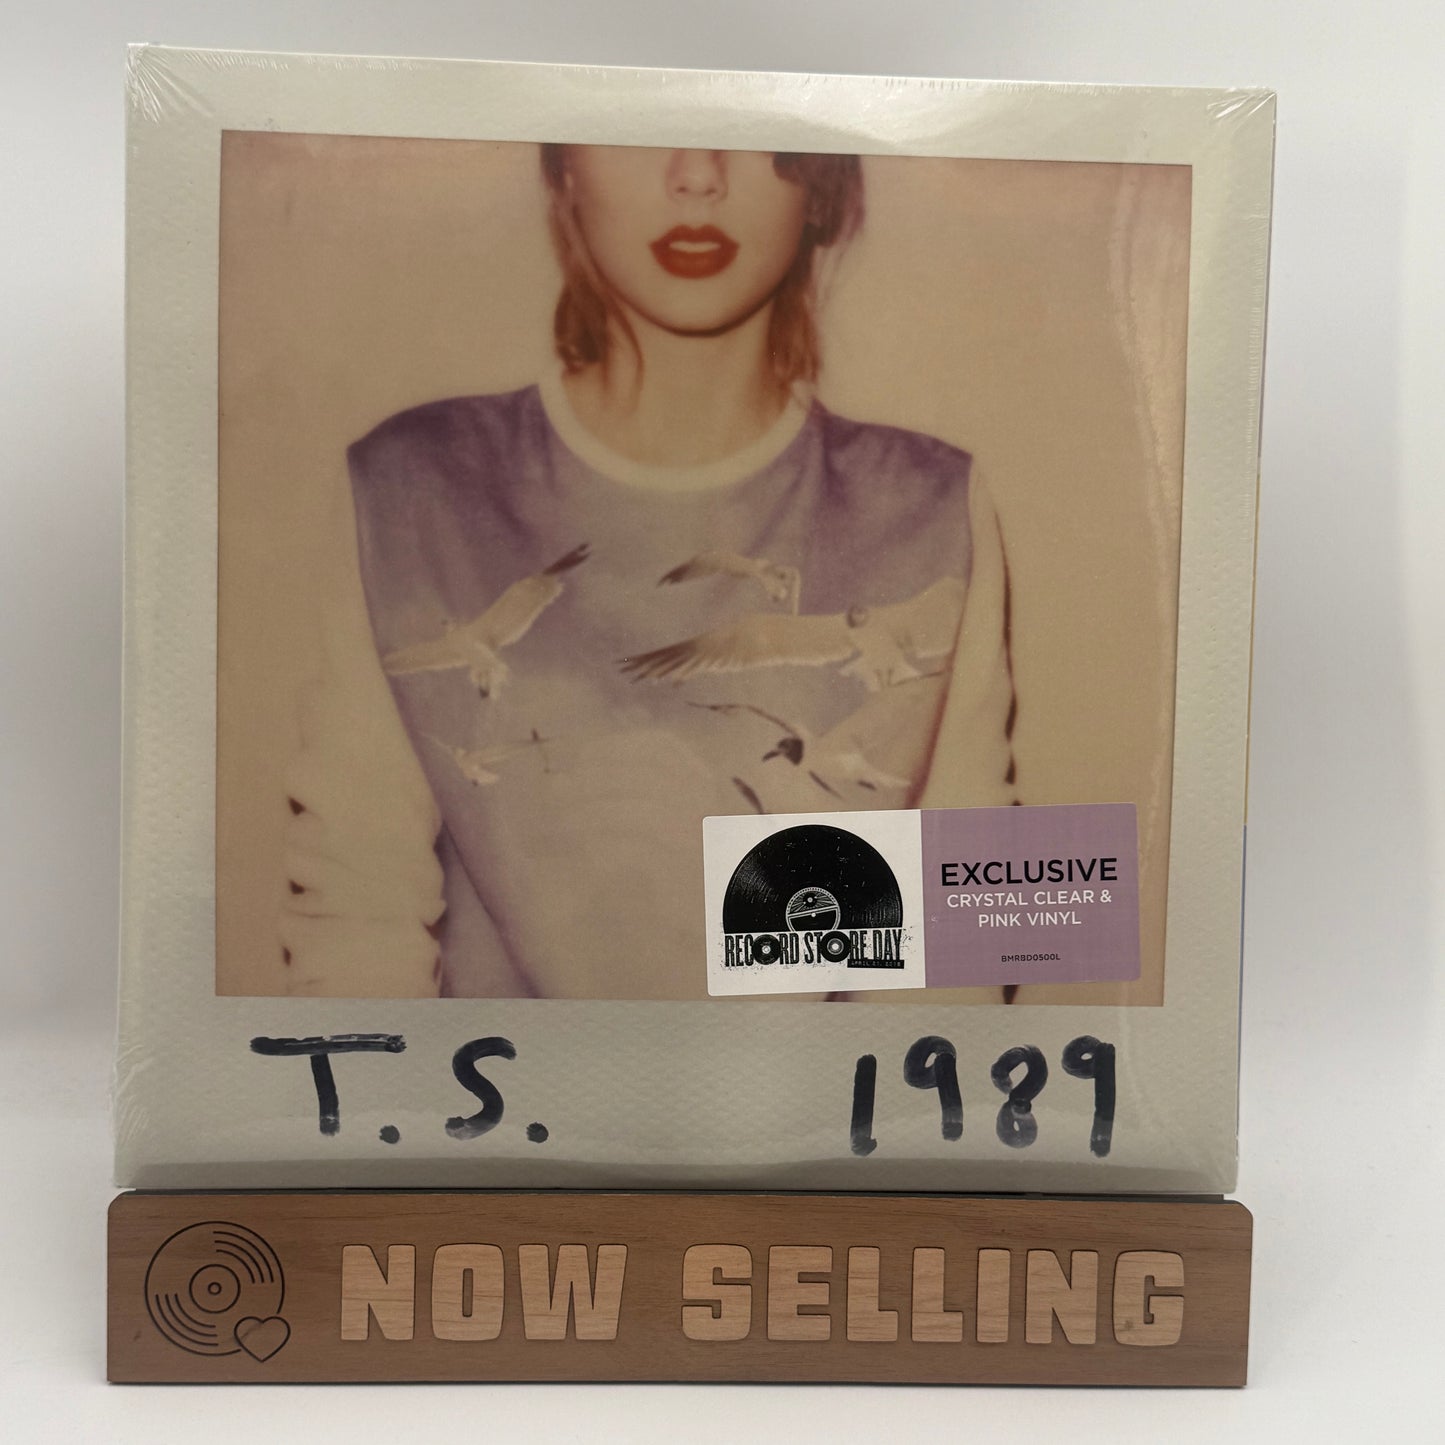 EXCLUSIVE
CRYSTAL CLEAR &
PINK VINYL
RECORD STORE DAY
BMRBD0500L
T.S. 1989
NOW SELLING